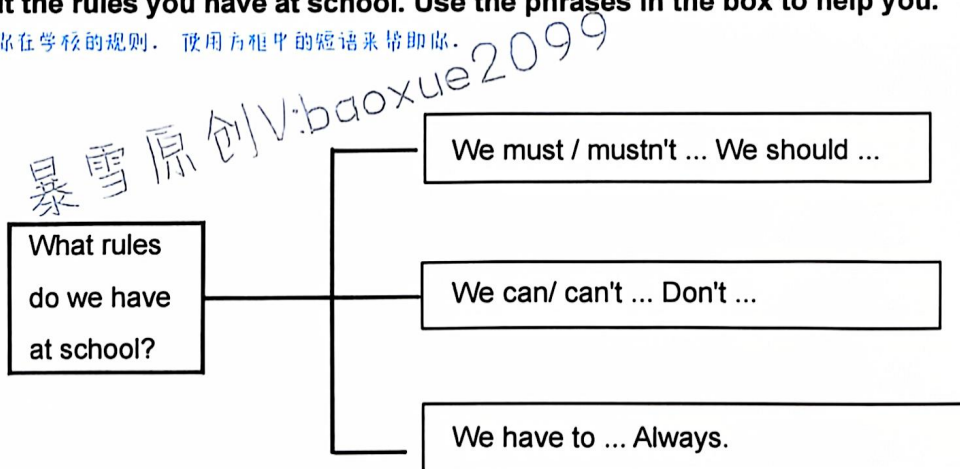 the rules you have at school. Use the phrases in the box to help you.
你在学校的规则. 使用方框中的短语来帮助你.
暴雪原创V:baoxue2099
We must / mustn't ... We should ...
What rules
do we have
at school?
We can/ can't ... Don't ...
We have to ... Always.